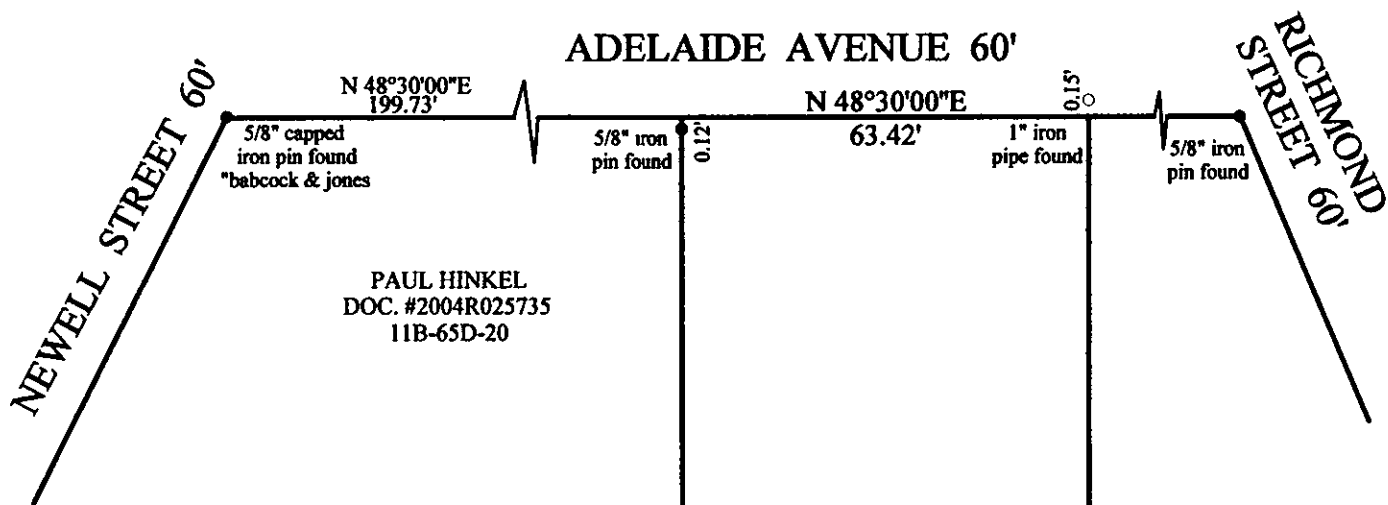 ADELAIDE AVENUE 60'
NEWELL STREET 60'
RICHMOND
STREET 60'
N 48°30'00"E
199.73'
N 48°30'00"E
63.42'
0.15'
0.12'
5/8" capped
iron pin found
"babcock & jones
5/8" iron
pin found
1" iron
pipe found
5/8" iron
pin found
PAUL HINKEL
DOC. #2004R025735
11B-65D-20